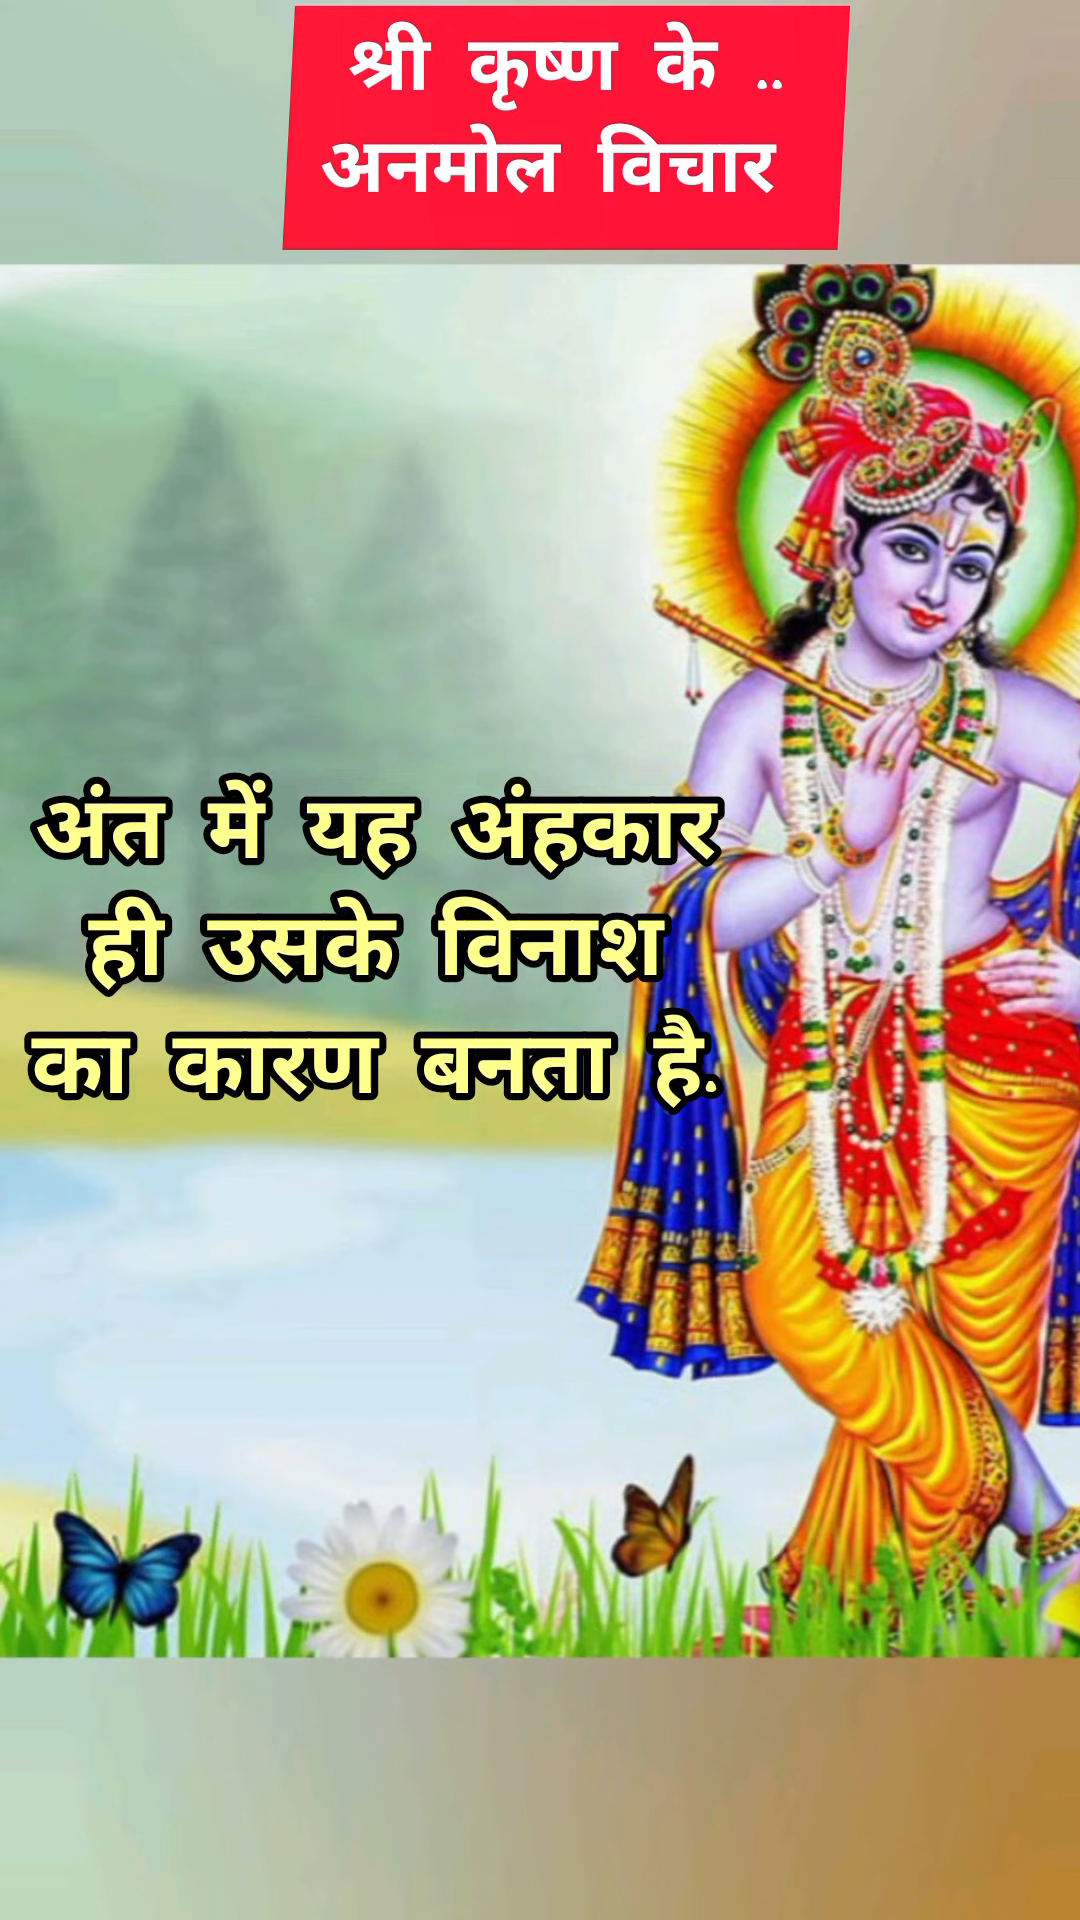 श्री कृष्ण के ..
अनमोल विचार
अंत में यह अंहकार
ही उसके विनाश
का कारण बनता है.